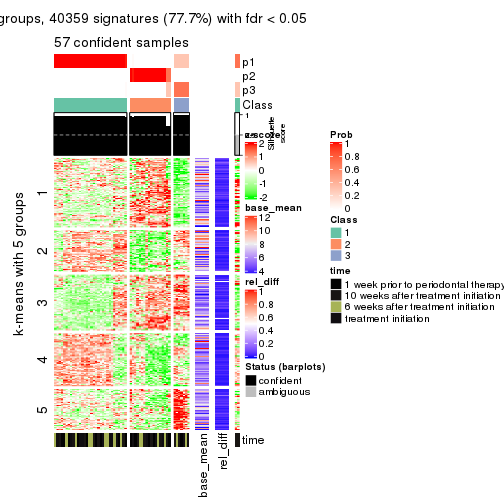 groups, 40359 signatures (77.7%) with fdr < 0.05
57 confident samples
p1
p2
p3
Class
1
Silhouette
score
k-means with 5 groups
1
2
3
4
5
time
base_mean
rel_diff
z-score
2
1
0
-1
-2
base_mean
12
10
8
6
4
rel_diff
1
0.8
0.6
0.4
0.2
0
Status (barplots)
confident
ambiguous
Prob
1
0.8
0.6
0.4
0.2
0
Class
1
2
3
time
1 week prior to periodontal therapy
10 weeks after treatment initiation
6 weeks after treatment initiation
treatment initiation